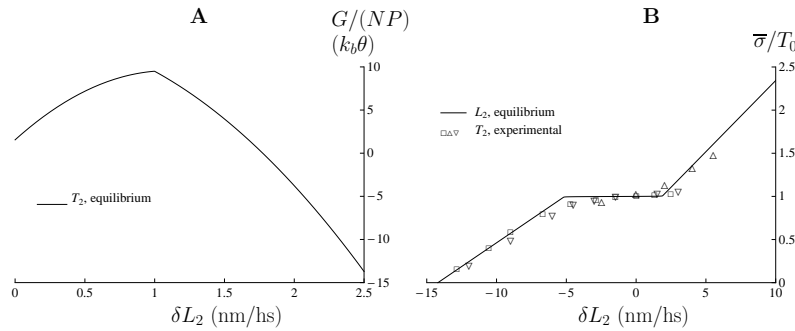 A
G/(NP)
(k_bθ)
10
5
0
−5
−10
−15
T_2, equilibrium
0 0.5 1 1.5 2 2.5
δL_2 (nm/hs)
B
σ̅/T_0
2.5
2
1.5
1
0.5
0
L_2, equilibrium
T_2, experimental
−15 −10 −5 0 5 10
δL_2 (nm/hs)